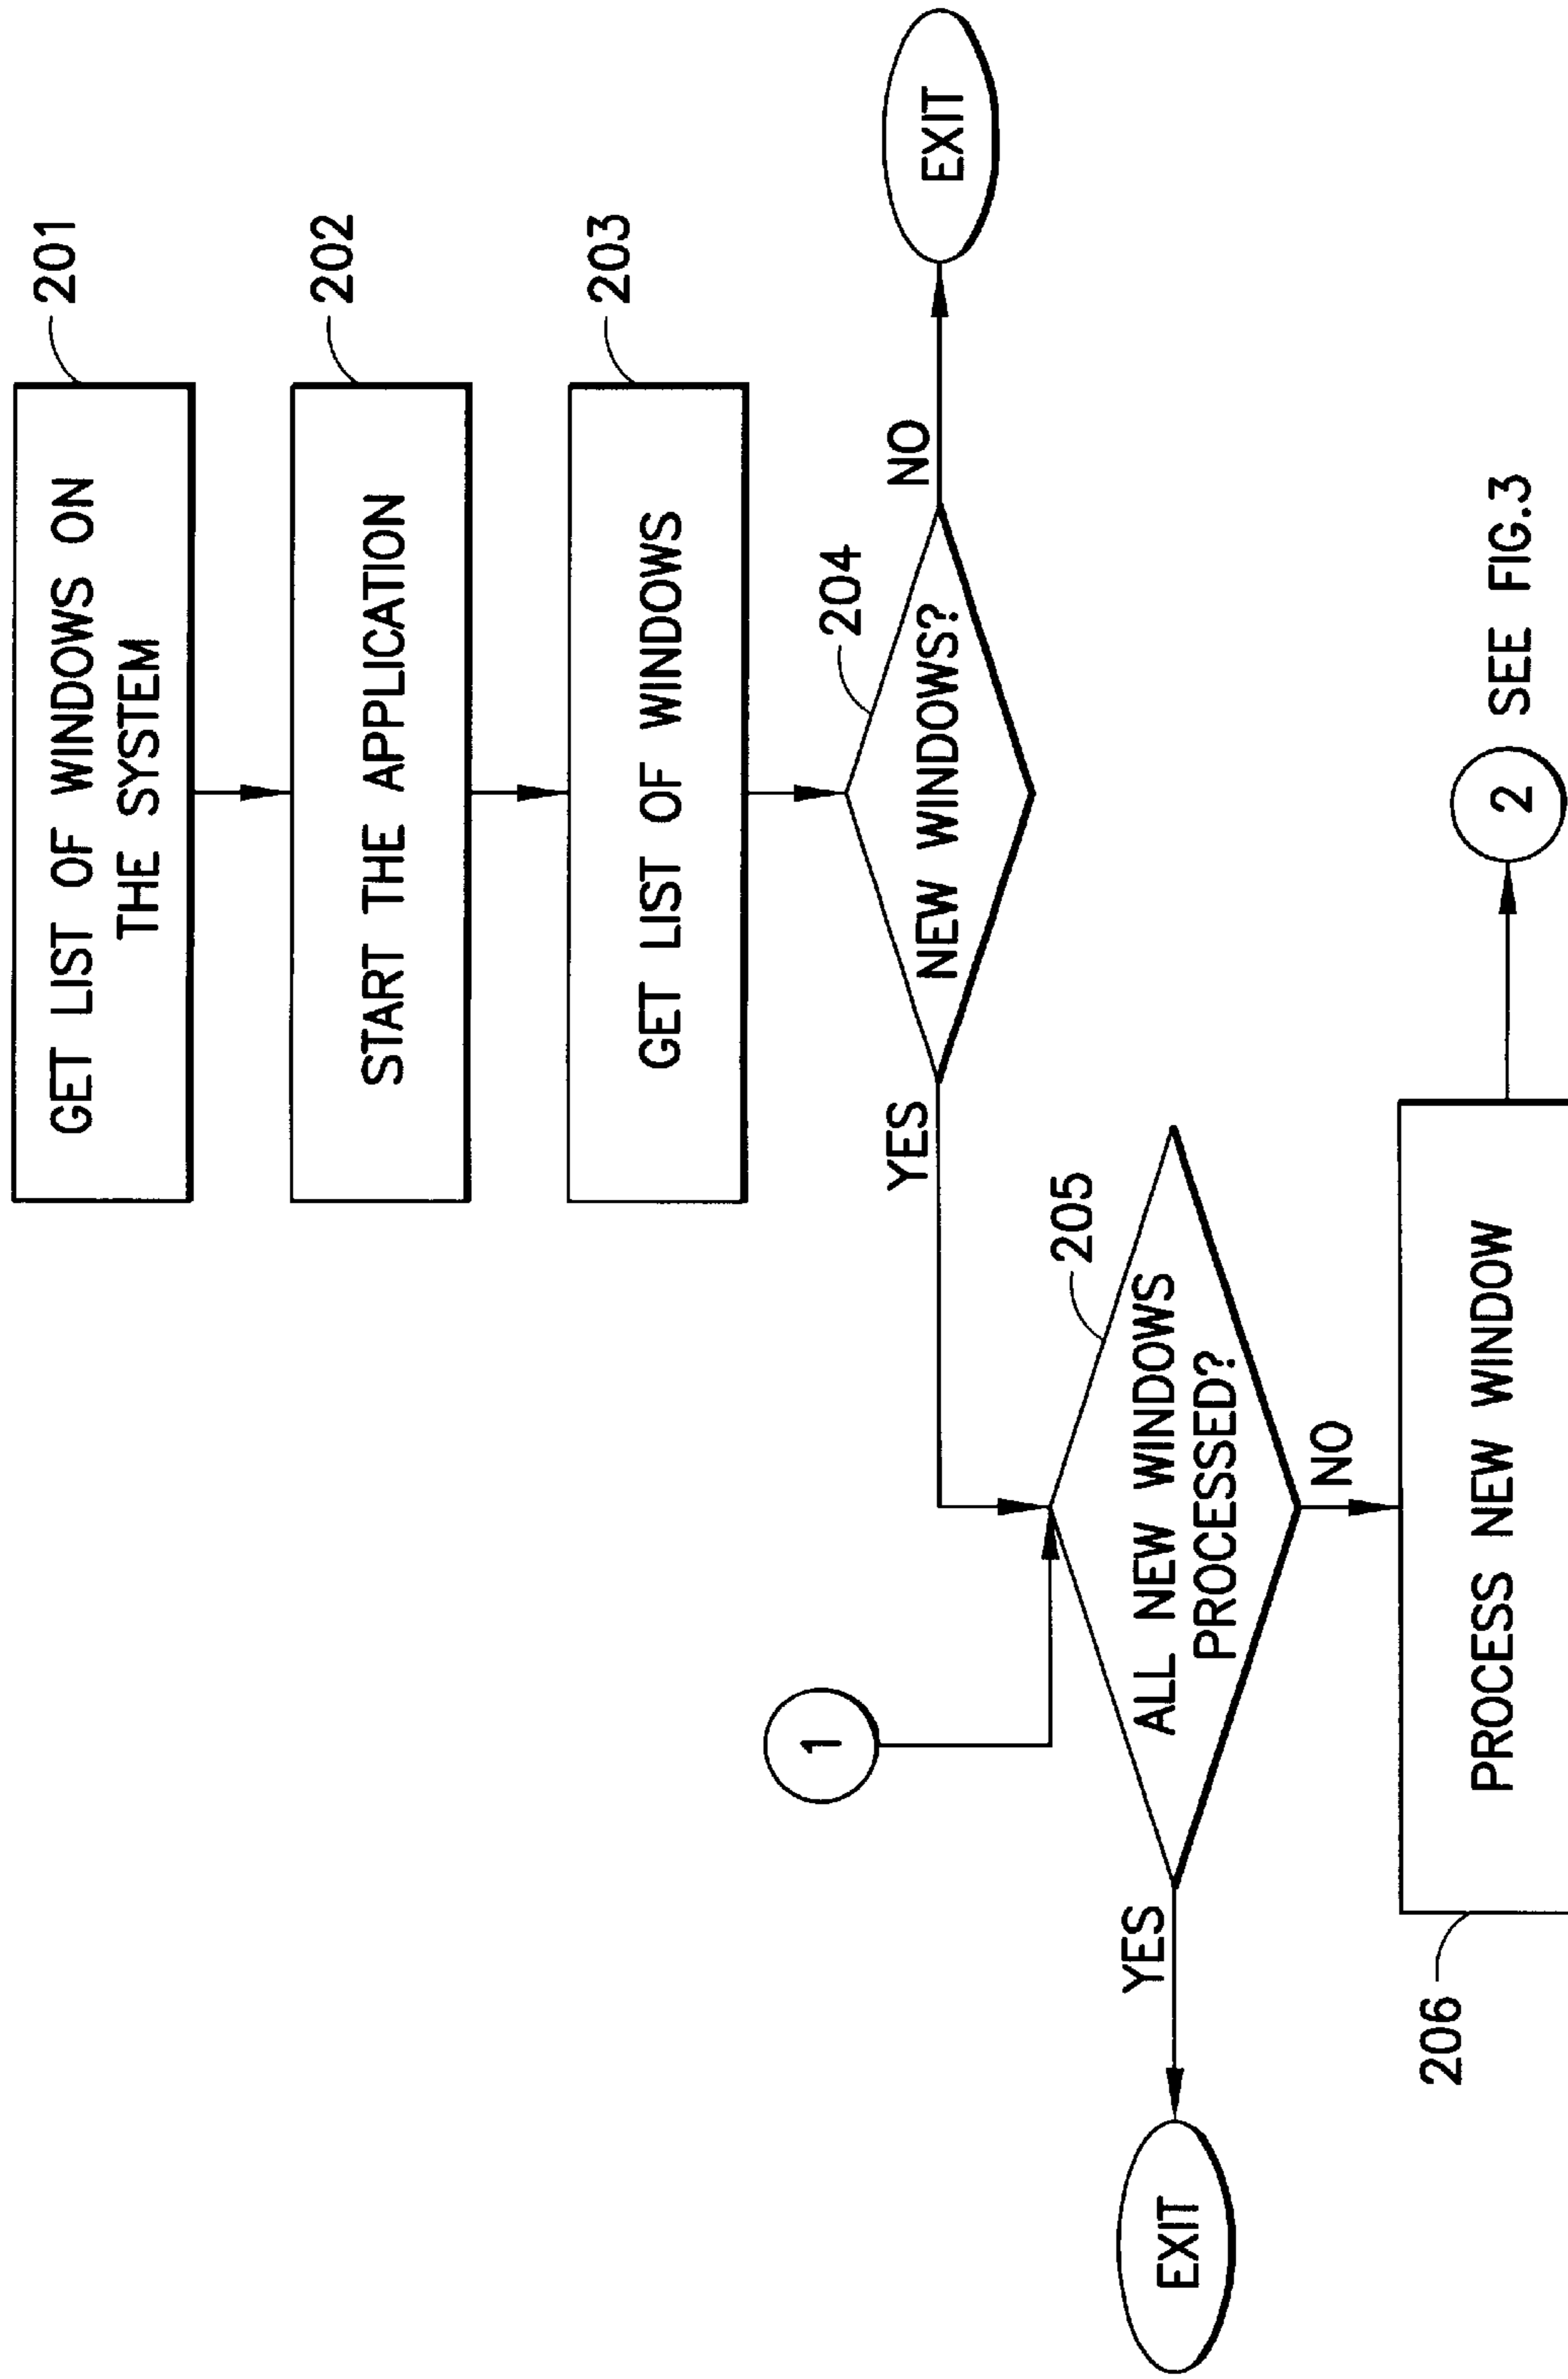 GET LIST OF WINDOWS ON
THE SYSTEM
201
START THE APPLICATION
202
GET LIST OF WINDOWS
203
NEW WINDOWS?
204
YES
NO
EXIT
1
ALL NEW WINDOWS
PROCESSED?
205
YES
EXIT
NO
206
PROCESS NEW WINDOW
2
SEE FIG.3